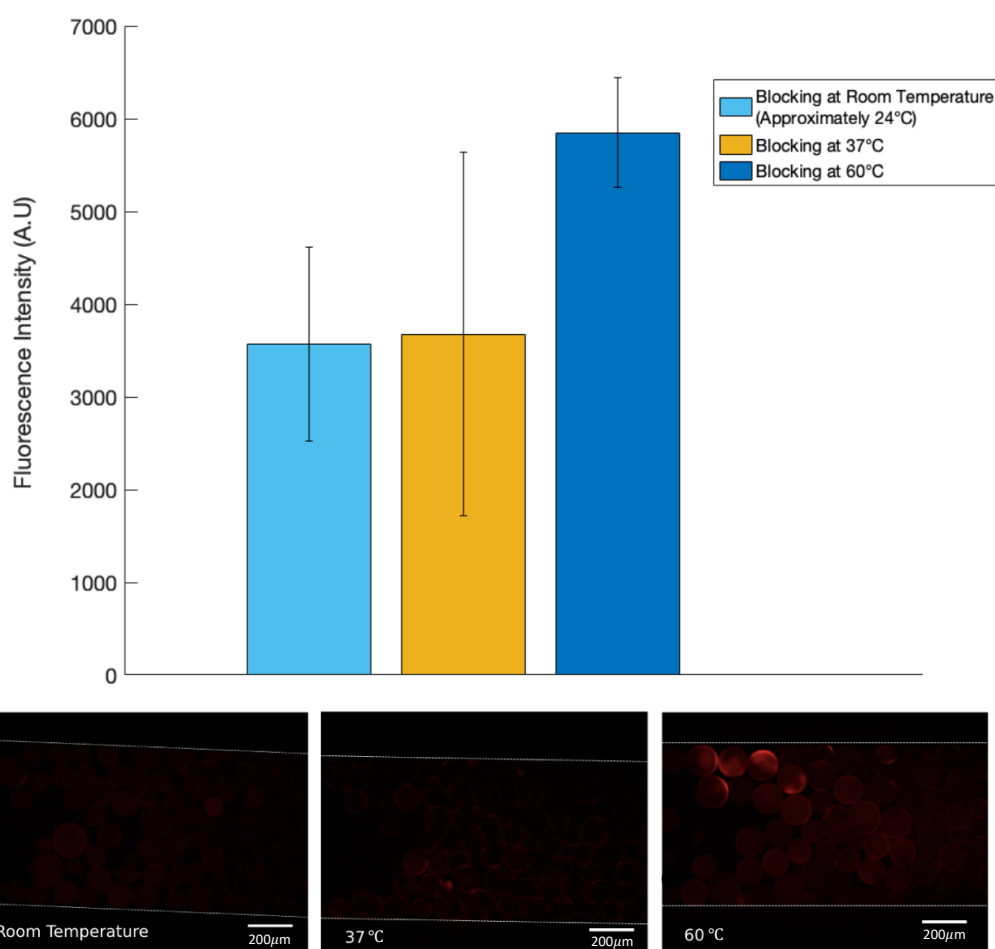 7000
6000
5000
4000
3000
2000
1000
0
Fluorescence Intensity (A.U)
Blocking at Room Temperature
(Approximately 24°C)
Blocking at 37°C
Blocking at 60°C
Room Temperature
200μm
37 °C
200μm
60 °C
200μm